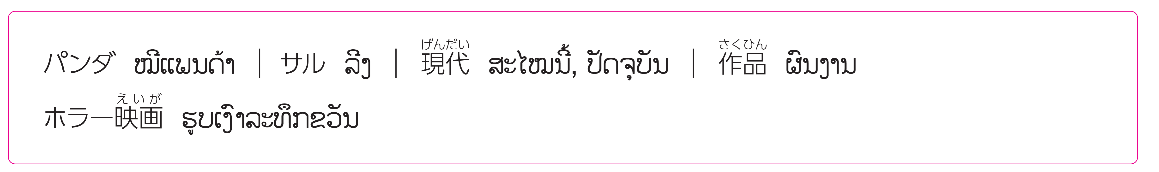 パンダ ໝີແພນດ້າ | サル ລີງ | 現代 ສະໄໝນີ້, ປັດຈຸບັນ | 作品 ຜົນງານ
ホラー映画 ຮູບເງົາລະທຶກຂວັນ